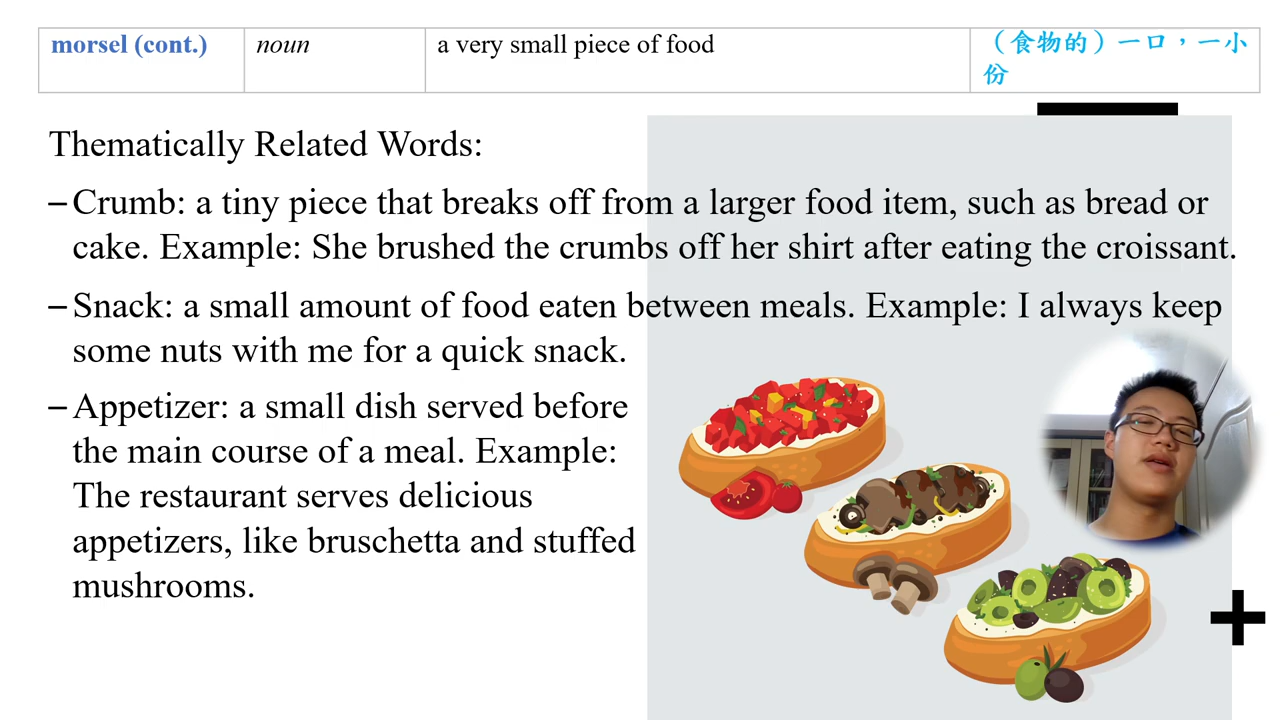 morsel (cont.) noun a very small piece of food （食物的）一口，一小
份
Thematically Related Words:
–Crumb: a tiny piece that breaks off from a larger food item, such as bread or
cake. Example: She brushed the crumbs off her shirt after eating the croissant.
–Snack: a small amount of food eaten between meals. Example: I always keep
some nuts with me for a quick snack.
–Appetizer: a small dish served before
the main course of a meal. Example:
The restaurant serves delicious
appetizers, like bruschetta and stuffed
mushrooms.